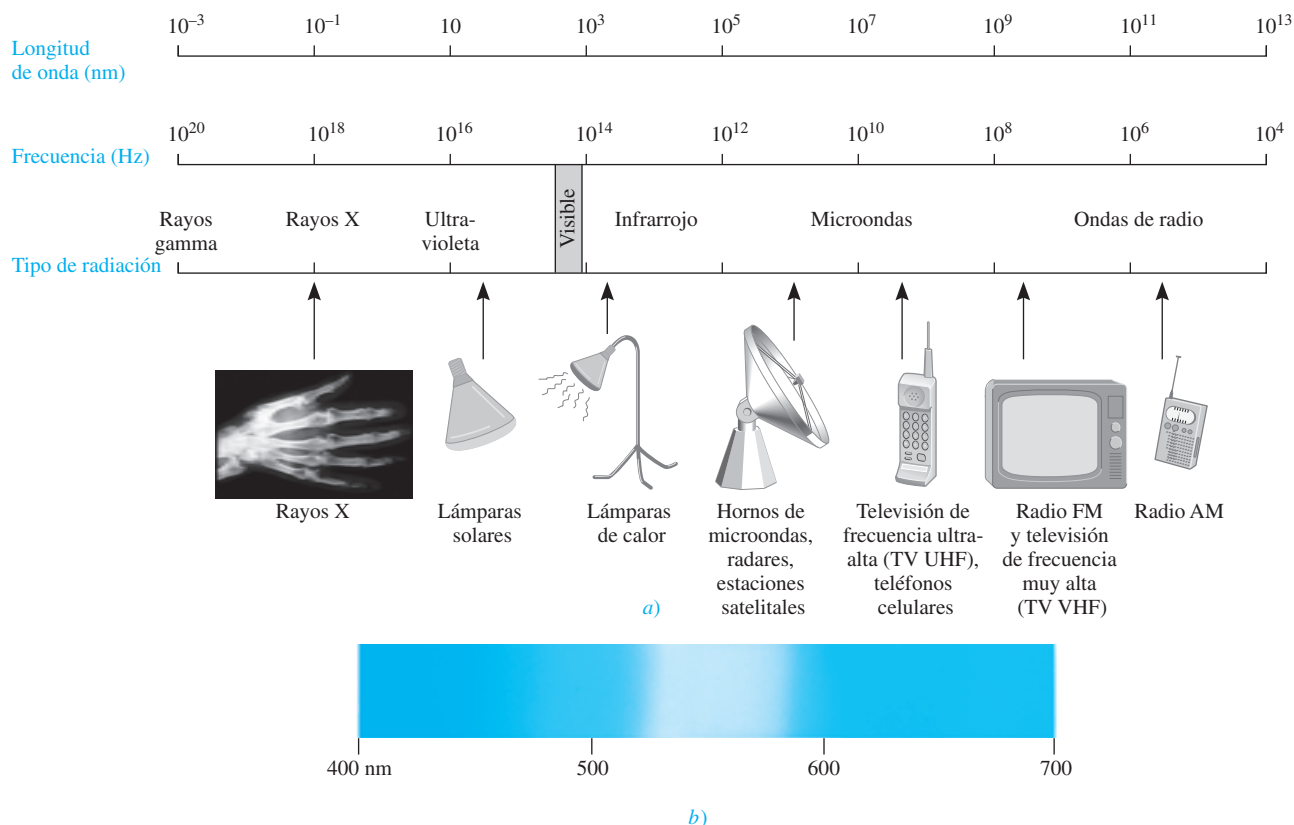 10⁻³ 10⁻¹ 10 10³ 10⁵ 10⁷ 10⁹ 10¹¹ 10¹³
Longitud
de onda (nm)
10²⁰ 10¹⁸ 10¹⁶ 10¹⁴ 10¹² 10¹⁰ 10⁸ 10⁶ 10⁴
Frecuencia (Hz)
Rayos
gamma
Rayos X
Ultra-
violeta
Visible
Infrarrojo
Microondas
Ondas de radio
Tipo de radiación
Rayos X
Lámparas
solares
Lámparas
de calor
Hornos de
microondas,
radares,
estaciones
satelitales
Televisión de
frecuencia ultra-
alta (TV UHF),
teléfonos
celulares
Radio FM
y televisión
de frecuencia
muy alta
(TV VHF)
Radio AM
a)
400 nm 500 600 700
b)